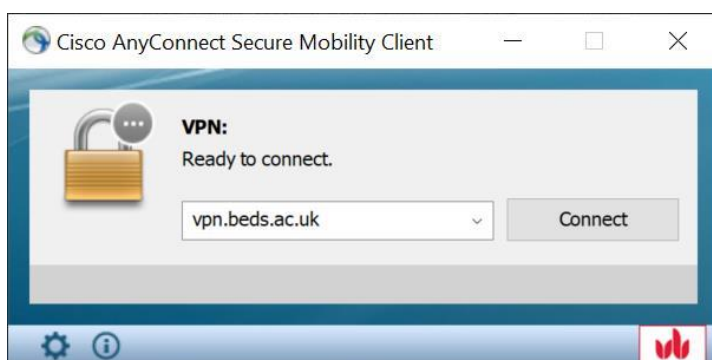 Cisco AnyConnect Secure Mobility Client
VPN:
Ready to connect.
vpn.beds.ac.uk
Connect